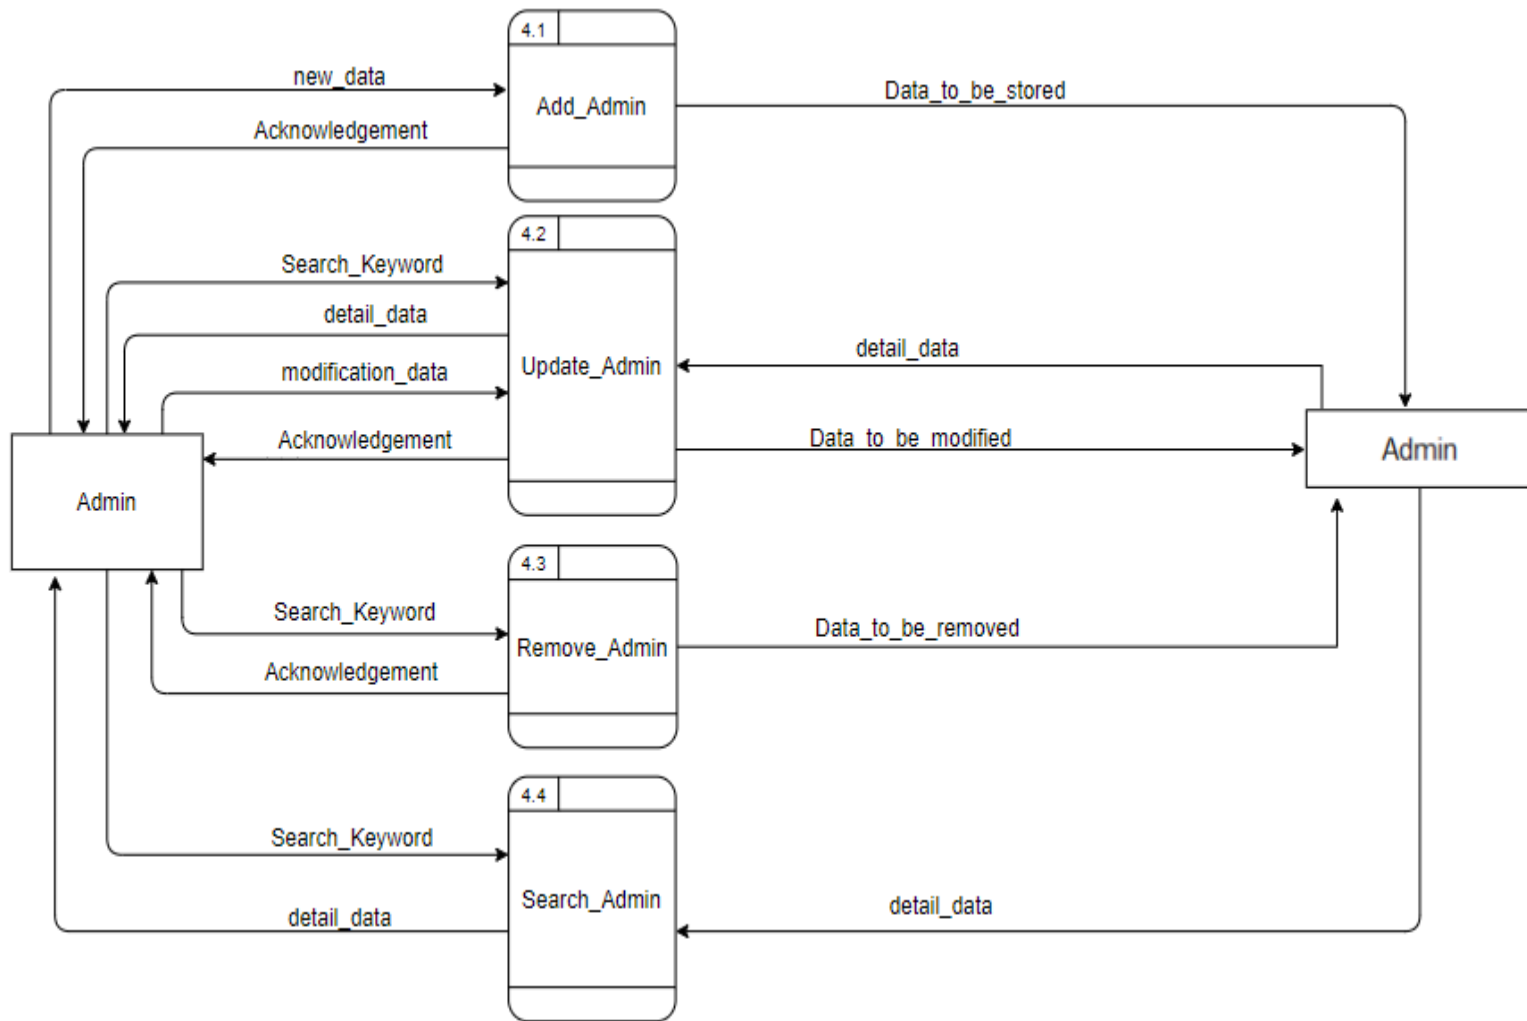 4.1
new_data
Data_to_be_stored
Add_Admin
Acknowledgement
4.2
Search_Keyword
detail_data
detail_data
Update_Admin
modification_data
Acknowledgement
Data_to_be_modified
Admin
Admin
4.3
Search_Keyword
Data_to_be_removed
Remove_Admin
Acknowledgement
4.4
Search_Keyword
Search_Admin
detail_data
detail_data